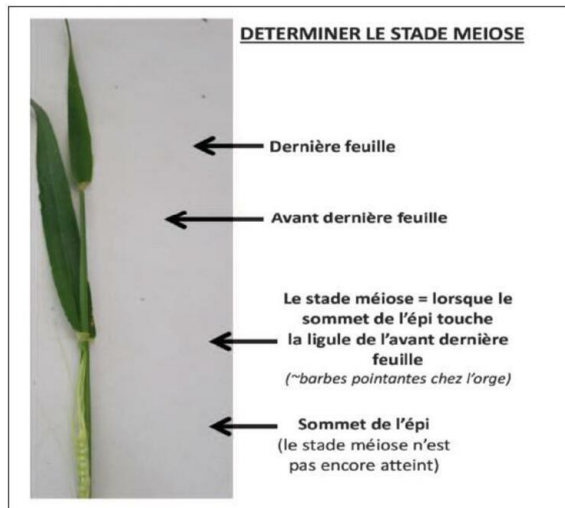 DETERMINER LE STADE MEIOSE
Dernière feuille
Avant dernière feuille
Le stade méiose = lorsque le
sommet de l'épi touche
la ligule de l'avant dernière
feuille
(~barbes pointantes chez l'orge)
Sommet de l'épi
(le stade méiose n'est
pas encore atteint)